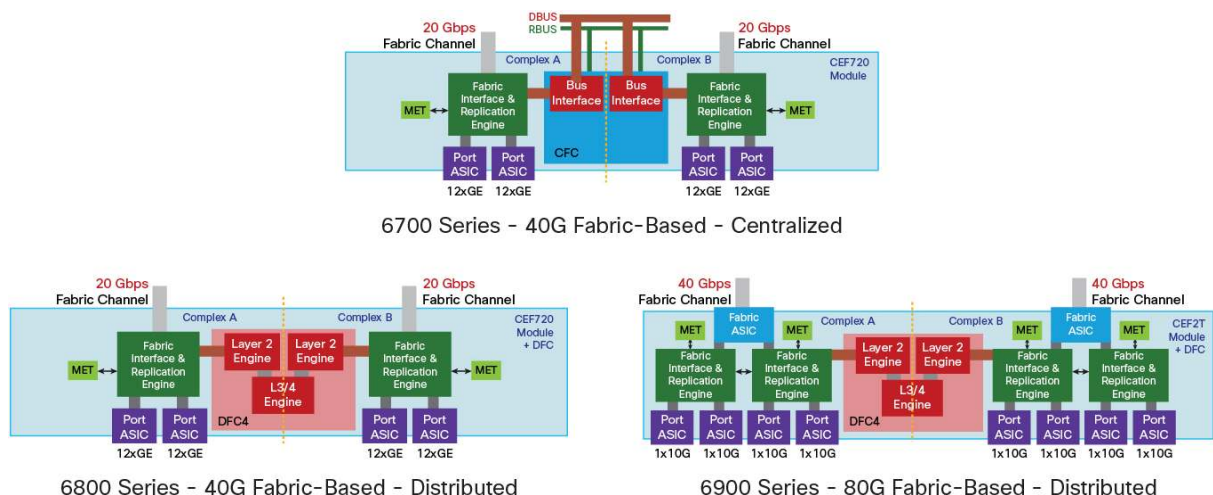 DBUS
RBUS
20 Gbps
Fabric Channel
20 Gbps
Fabric Channel
Complex A
Complex B
CEF720
Module
Fabric
Interface &
Replication
Engine
Bus
Interface
Bus
Interface
Fabric
Interface &
Replication
Engine
MET
MET
CFC
Port
ASIC
Port
ASIC
Port
ASIC
Port
ASIC
12xGE
12xGE
12xGE
12xGE
6700 Series - 40G Fabric-Based - Centralized
20 Gbps
Fabric Channel
20 Gbps
Fabric Channel
Complex A
Complex B
CEF720
Module
+ DFC
Fabric
Interface &
Replication
Engine
Layer 2
Engine
Layer 2
Engine
Fabric
Interface &
Replication
Engine
MET
MET
L3/4
Engine
DFC4
Port
ASIC
Port
ASIC
Port
ASIC
Port
ASIC
12xGE
12xGE
12xGE
12xGE
6800 Series - 40G Fabric-Based - Distributed
40 Gbps
Fabric Channel
40 Gbps
Fabric Channel
Fabric
ASIC
Fabric
ASIC
Complex A
Complex B
CEF2T
Module
+ DFC
MET
MET
MET
MET
Fabric
Interface &
Replication
Engine
Fabric
Interface &
Replication
Engine
Layer 2
Engine
Layer 2
Engine
Fabric
Interface &
Replication
Engine
Fabric
Interface &
Replication
Engine
L3/4
Engine
DFC4
Port
ASIC
Port
ASIC
Port
ASIC
Port
ASIC
Port
ASIC
Port
ASIC
Port
ASIC
Port
ASIC
1x10G
1x10G
1x10G
1x10G
1x10G
1x10G
1x10G
1x10G
6900 Series - 80G Fabric-Based - Distributed